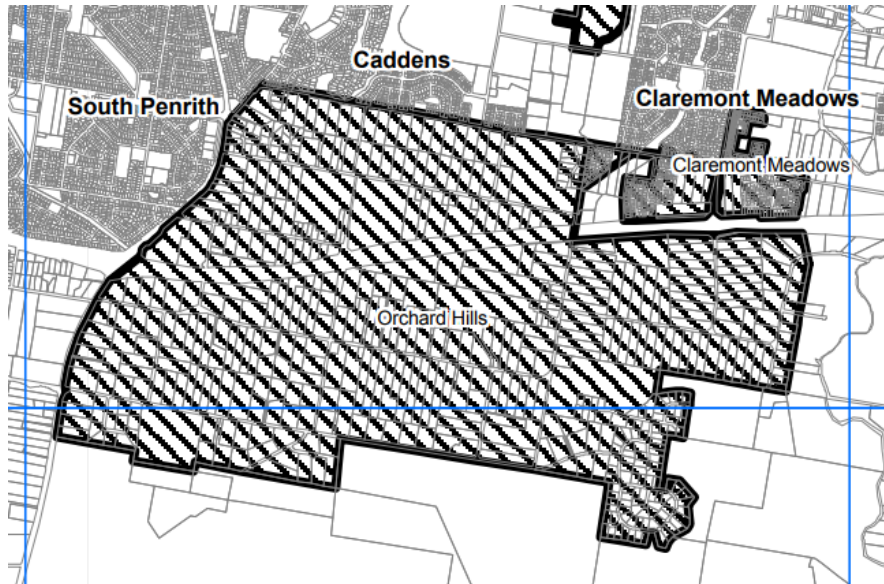 Caddens
South Penrith
Claremont Meadows
Claremont Meadows
Orchard Hills